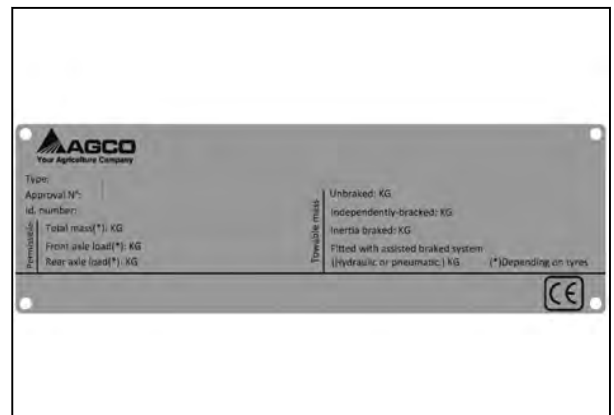 AGCO
Your Agriculture Company
Type:
Approval N°:
Id. number:
Permissible
Total mass(*): KG
Front axle load(*): KG
Rear axle load(*): KG
Towable mass
Unbraked: KG
Independently-bracked: KG
Inertia braked: KG
Fitted with assisted braked system
(Hydraulic or pneumatic) KG (*)Depending on tyres
CE